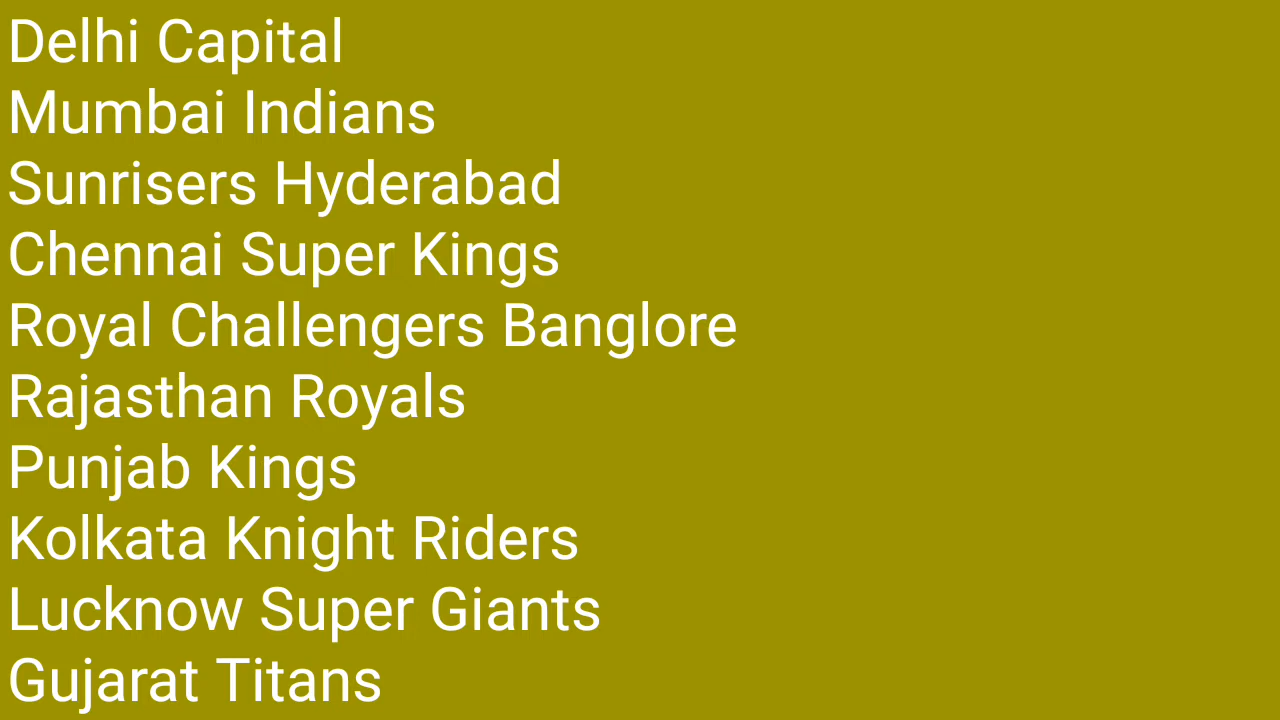 Delhi Capital
Mumbai Indians
Sunrisers Hyderabad
Chennai Super Kings
Royal Challengers Banglore
Rajasthan Royals
Punjab Kings
Kolkata Knight Riders
Lucknow Super Giants
Gujarat Titans